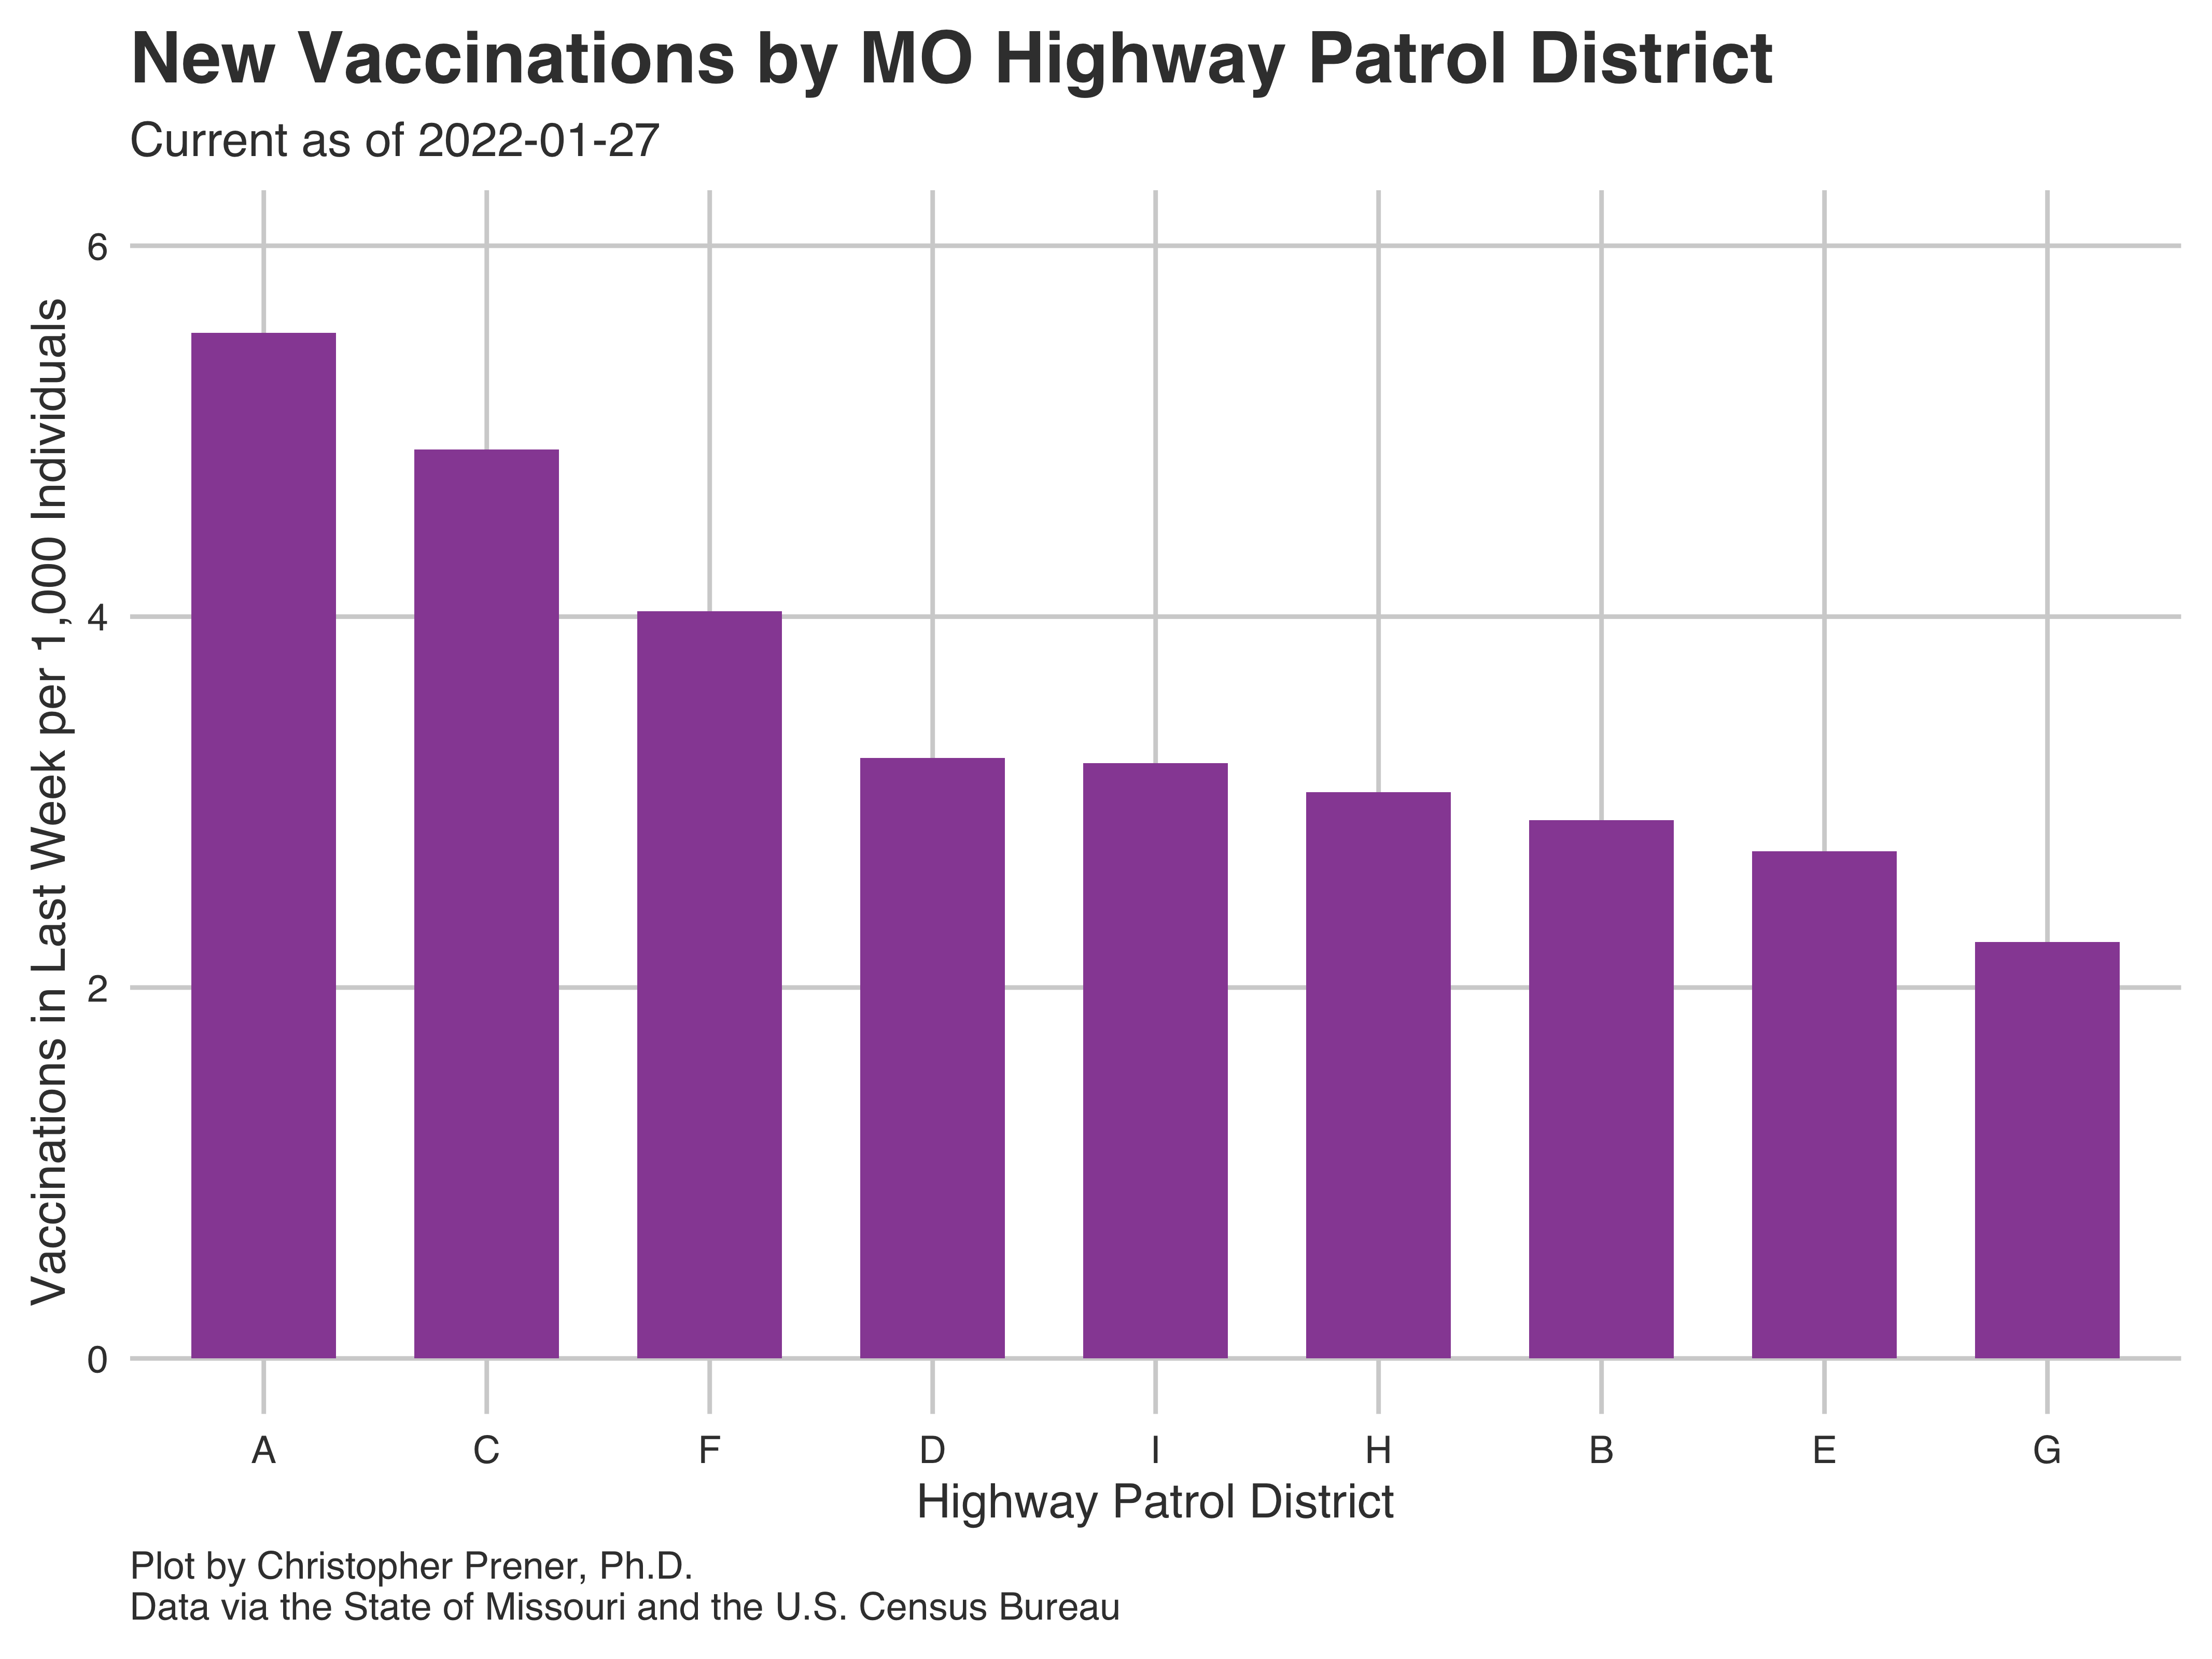 New Vaccinations by MO Highway Patrol District
Current as of 2022-01-27
Vaccinations in Last Week per 1,000 Individuals
6
4
2
0
A C F D I H B E G
Highway Patrol District
Plot by Christopher Prener, Ph.D.
Data via the State of Missouri and the U.S. Census Bureau